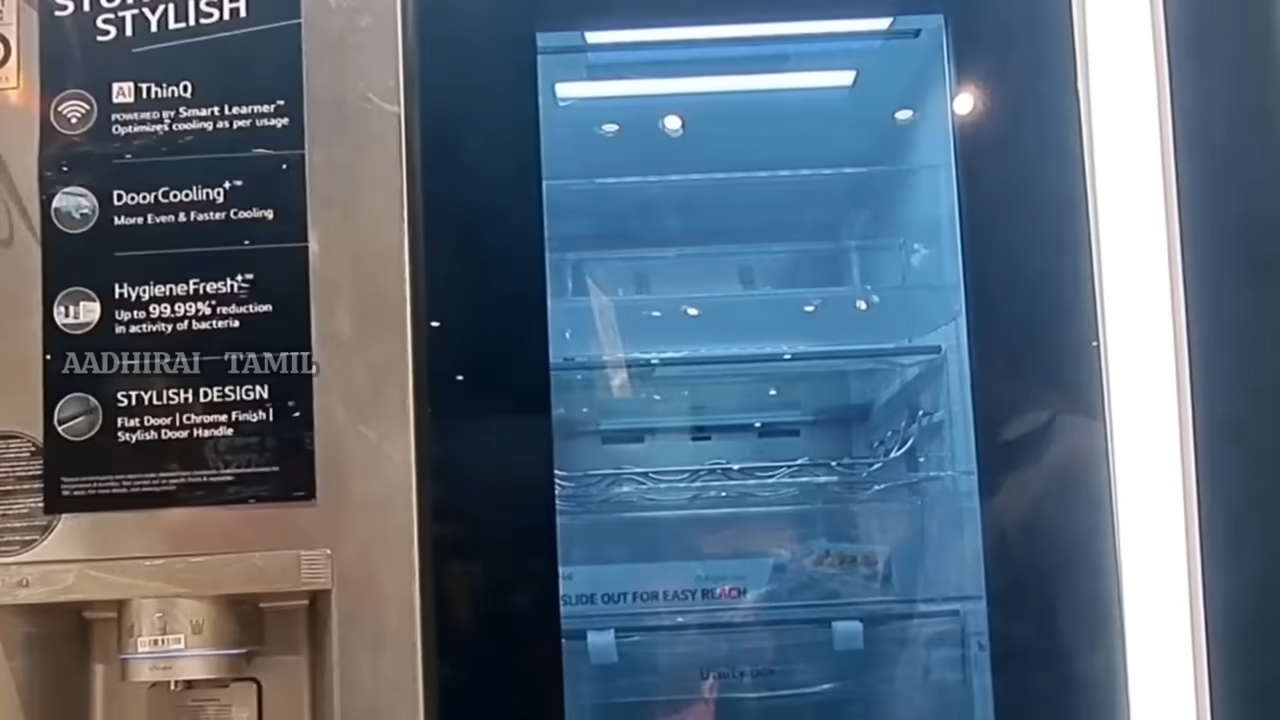 STYLISH
AI ThinQ
POWERED BY Smart Learner™
Optimizes cooling as per usage
DoorCooling+™
More Even & Faster Cooling
HygieneFresh+™
Up to 99.99%* reduction
in activity of bacteria
AADHIRAI TAMIL
STYLISH DESIGN
Flat Door | Chrome Finish |
Stylish Door Handle
SLIDE OUT FOR EASY REACH
Utility Box